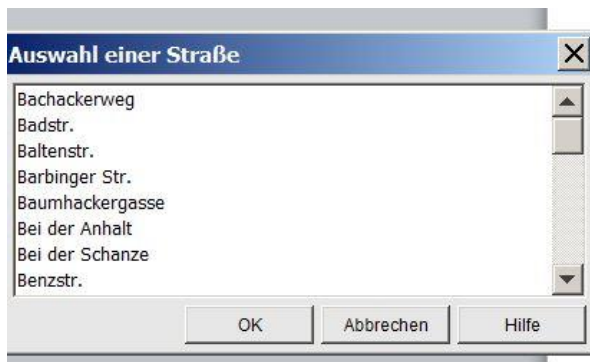 Auswahl einer Straße
Bachackerweg
Badstr.
Baltenstr.
Barbinger Str.
Baumhackergasse
Bei der Anhalt
Bei der Schanze
Benzstr.
OK Abbrechen Hilfe